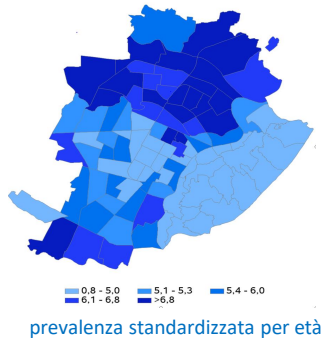 0,8 - 5,0 5,1 - 5,3 5,4 - 6,0
6,1 - 6,8 >6,8
prevalenza standardizzata per età